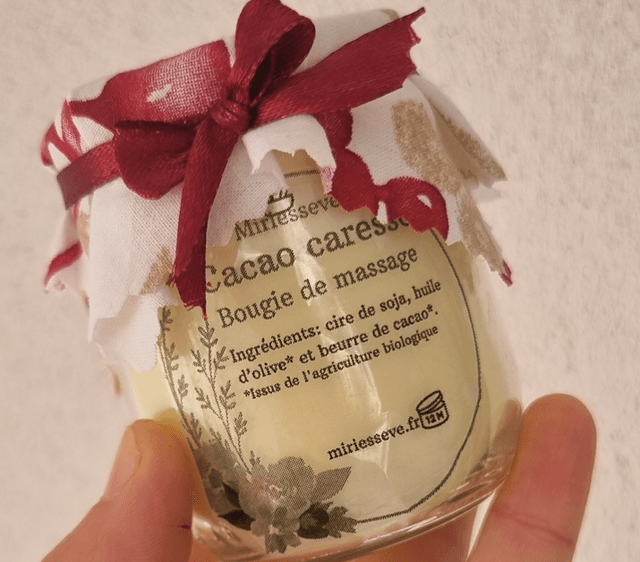 Miriesseve
Cacao caresse
Bougie de massage
Ingrédients: cire de soja, huile
d'olive* et beurre de cacao*.
*Issus de l'agriculture biologique
miriesseve.fr
12M